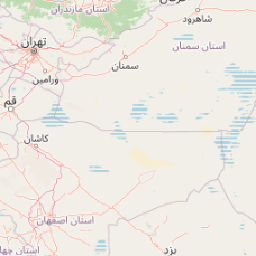 استان مازندران
شاهرود
تهران
استان سمنان
سمنان
ورامین
قم
کاشان
استان اصفهان
یزد